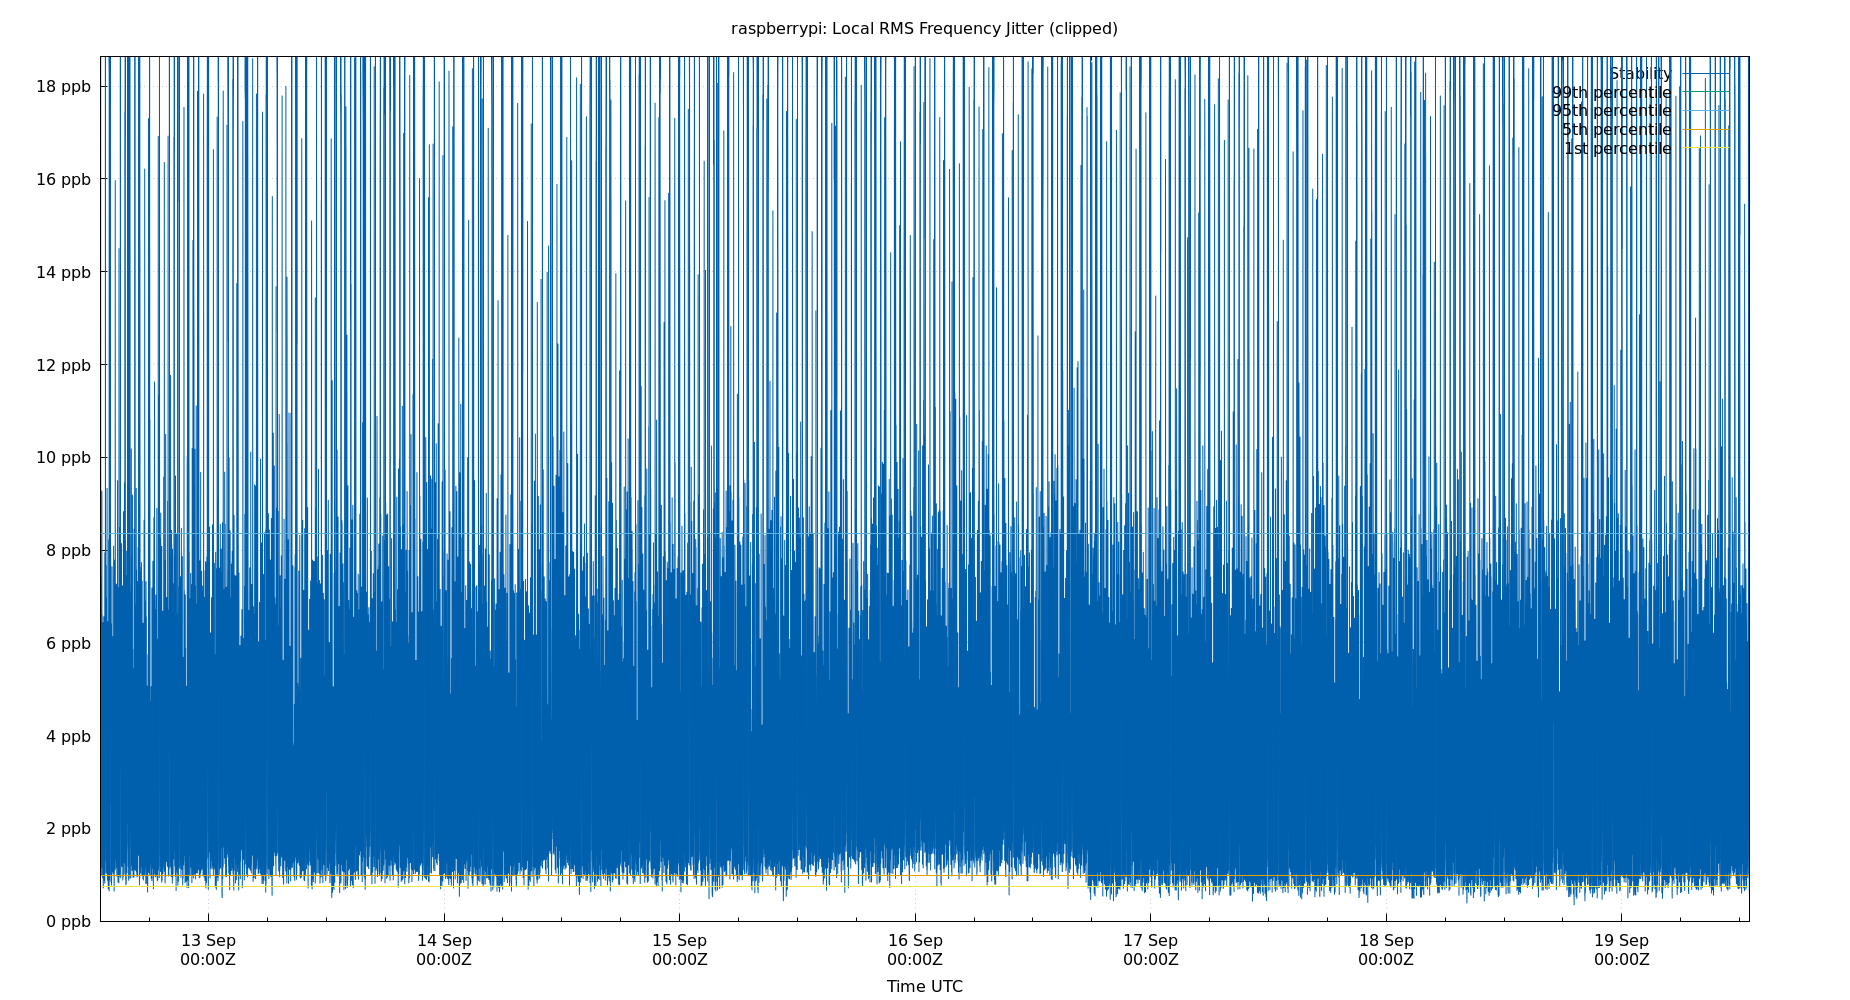 raspberrypi: Local RMS Frequency Jitter (clipped)
18 ppb
16 ppb
14 ppb
12 ppb
10 ppb
8 ppb
6 ppb
4 ppb
2 ppb
0 ppb
Stability
99th percentile
95th percentile
5th percentile
1st percentile
13 Sep 14 Sep 15 Sep 16 Sep 17 Sep 18 Sep 19 Sep
00:00Z 00:00Z 00:00Z 00:00Z 00:00Z 00:00Z 00:00Z
Time UTC